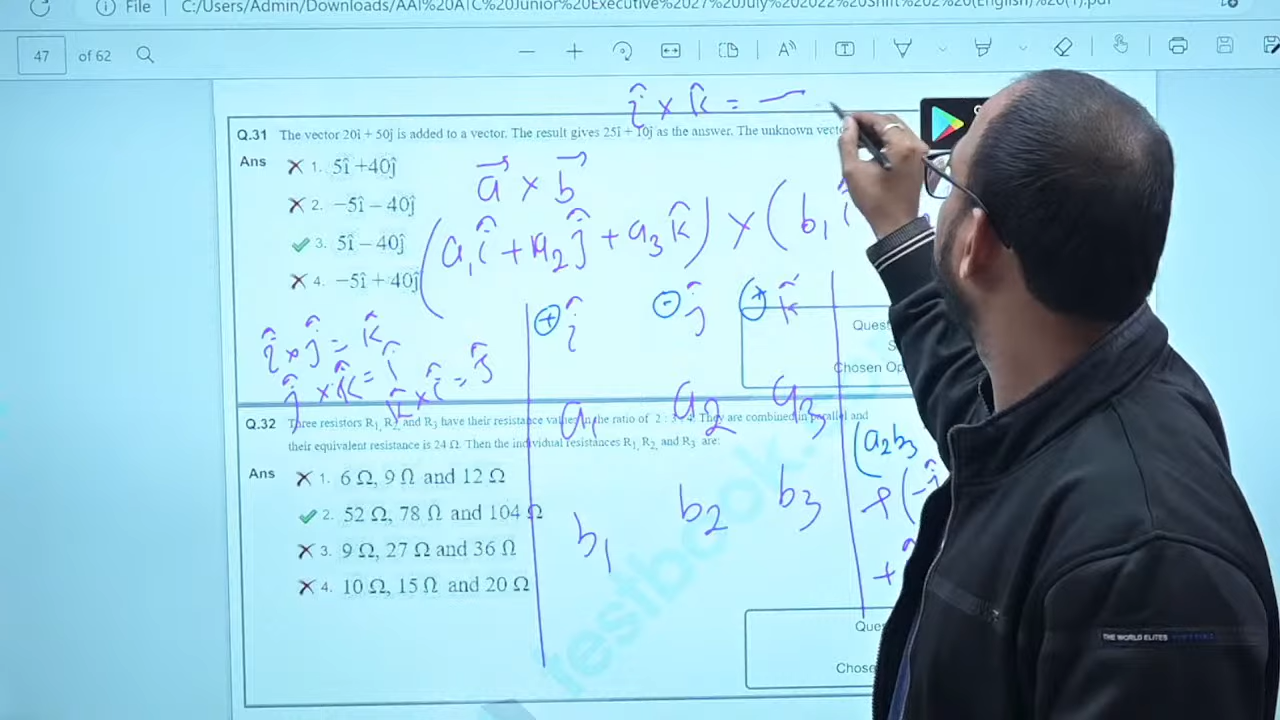 File C:/Users/Admin/Downloads/AAI%20ATC%20Junior%20Executive%2027%20July%202022%20Shift%202%20(English)%20(1).pdf
47 of 62
î × k̂ = −
Q.31 The vector 20î + 50ĵ is added to a vector. The result gives 25î + 10ĵ as the answer. The unknown
Ans
1. 5î +40ĵ
2. −5î − 40ĵ
3. 5î − 40ĵ
4. −5î + 40ĵ
a⃗ × b⃗
(a₁î + a₂ĵ + a₃k̂) × (b₁
î × ĵ = k̂
ĵ × k̂ = î
k̂ × î = ĵ
+ î − ĵ + k̂
a₁ a₂ a₃
b₁ b₂ b₃
(a₂b₃
+ (−ĵ
+
Chosen
Q.32 Three resistors R₁, R₂ and R₃ have their resistance values in the ratio of 2 : 3 : 4. They are combined in parallel and
their equivalent resistance is 24 Ω. Then the individual resistances R₁, R₂, and R₃ are:
Ans
1. 6 Ω, 9 Ω and 12 Ω
2. 52 Ω, 78 Ω and 104 Ω
3. 9 Ω, 27 Ω and 36 Ω
4. 10 Ω, 15 Ω and 20 Ω
testbook
THE WORLD ELITES